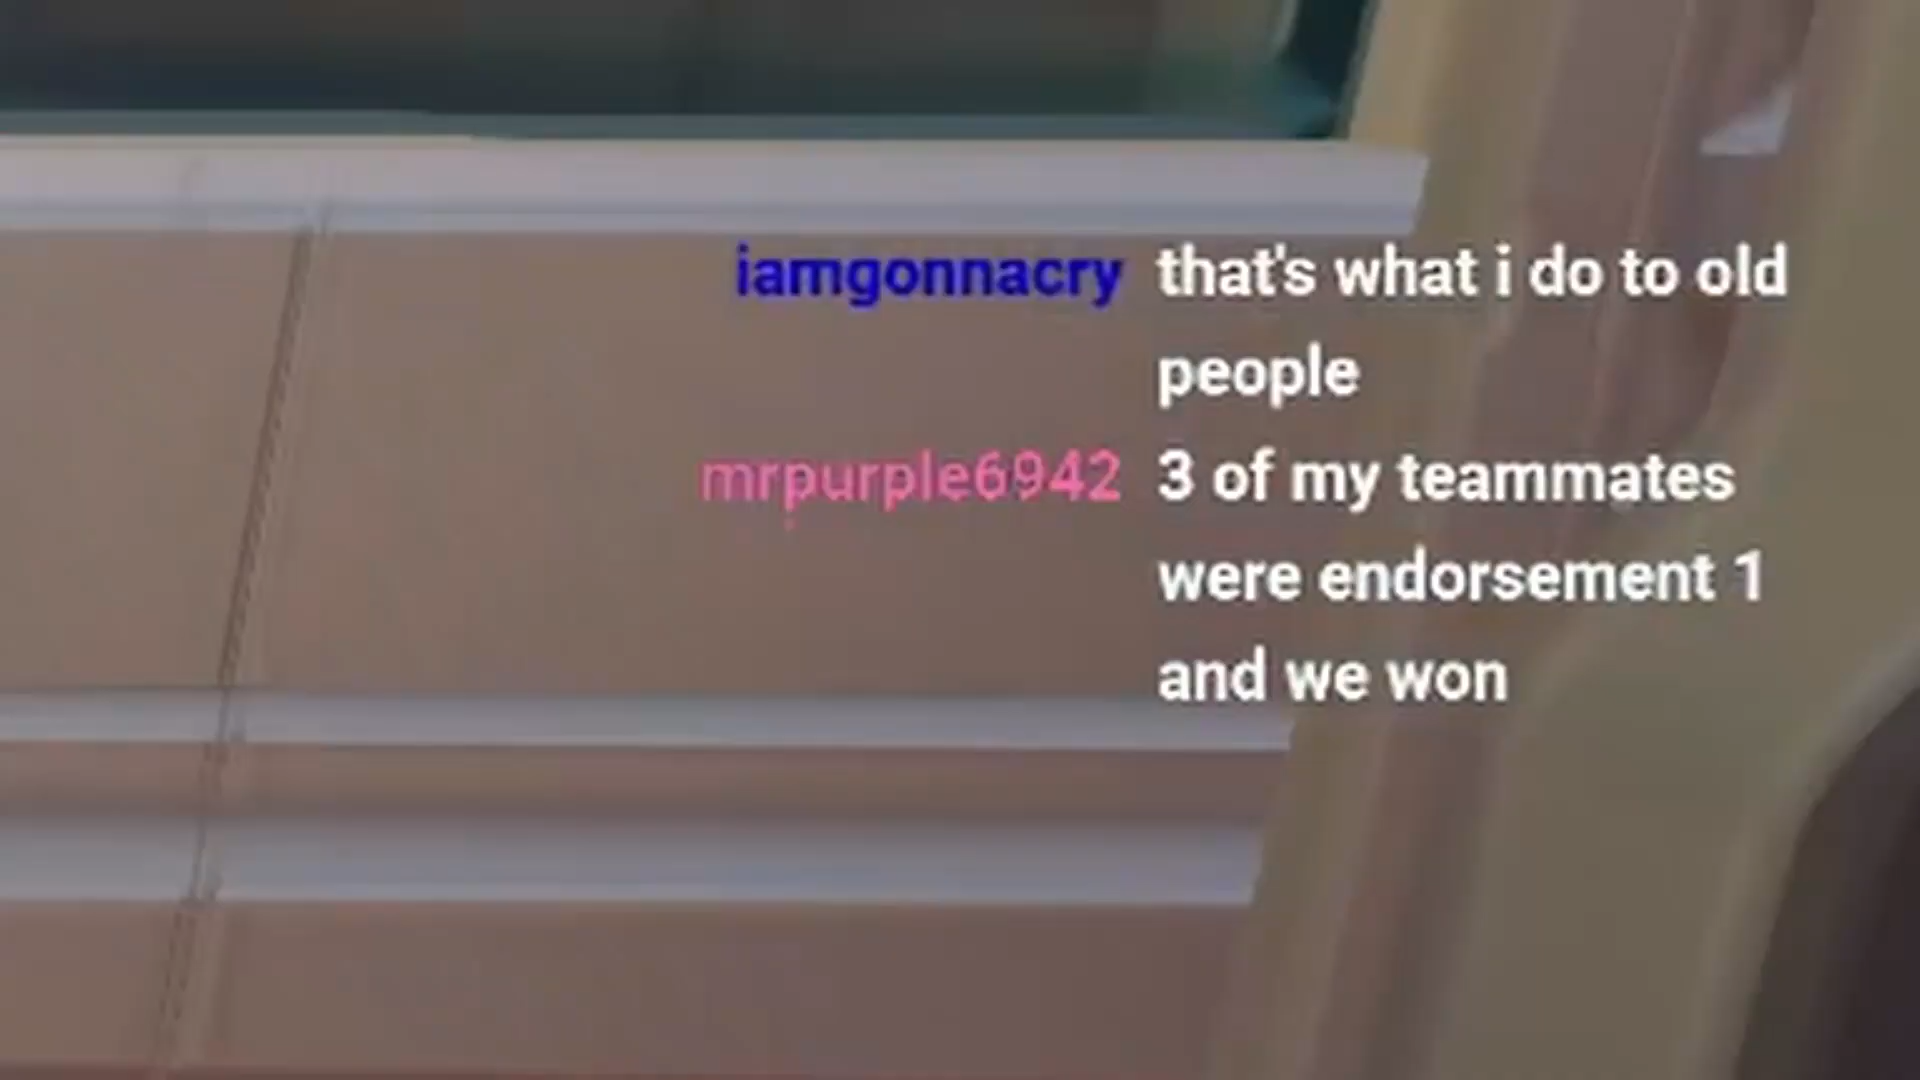 iamgonnacry that's what i do to old
people
mrpurple6942 3 of my teammates
were endorsement 1
and we won